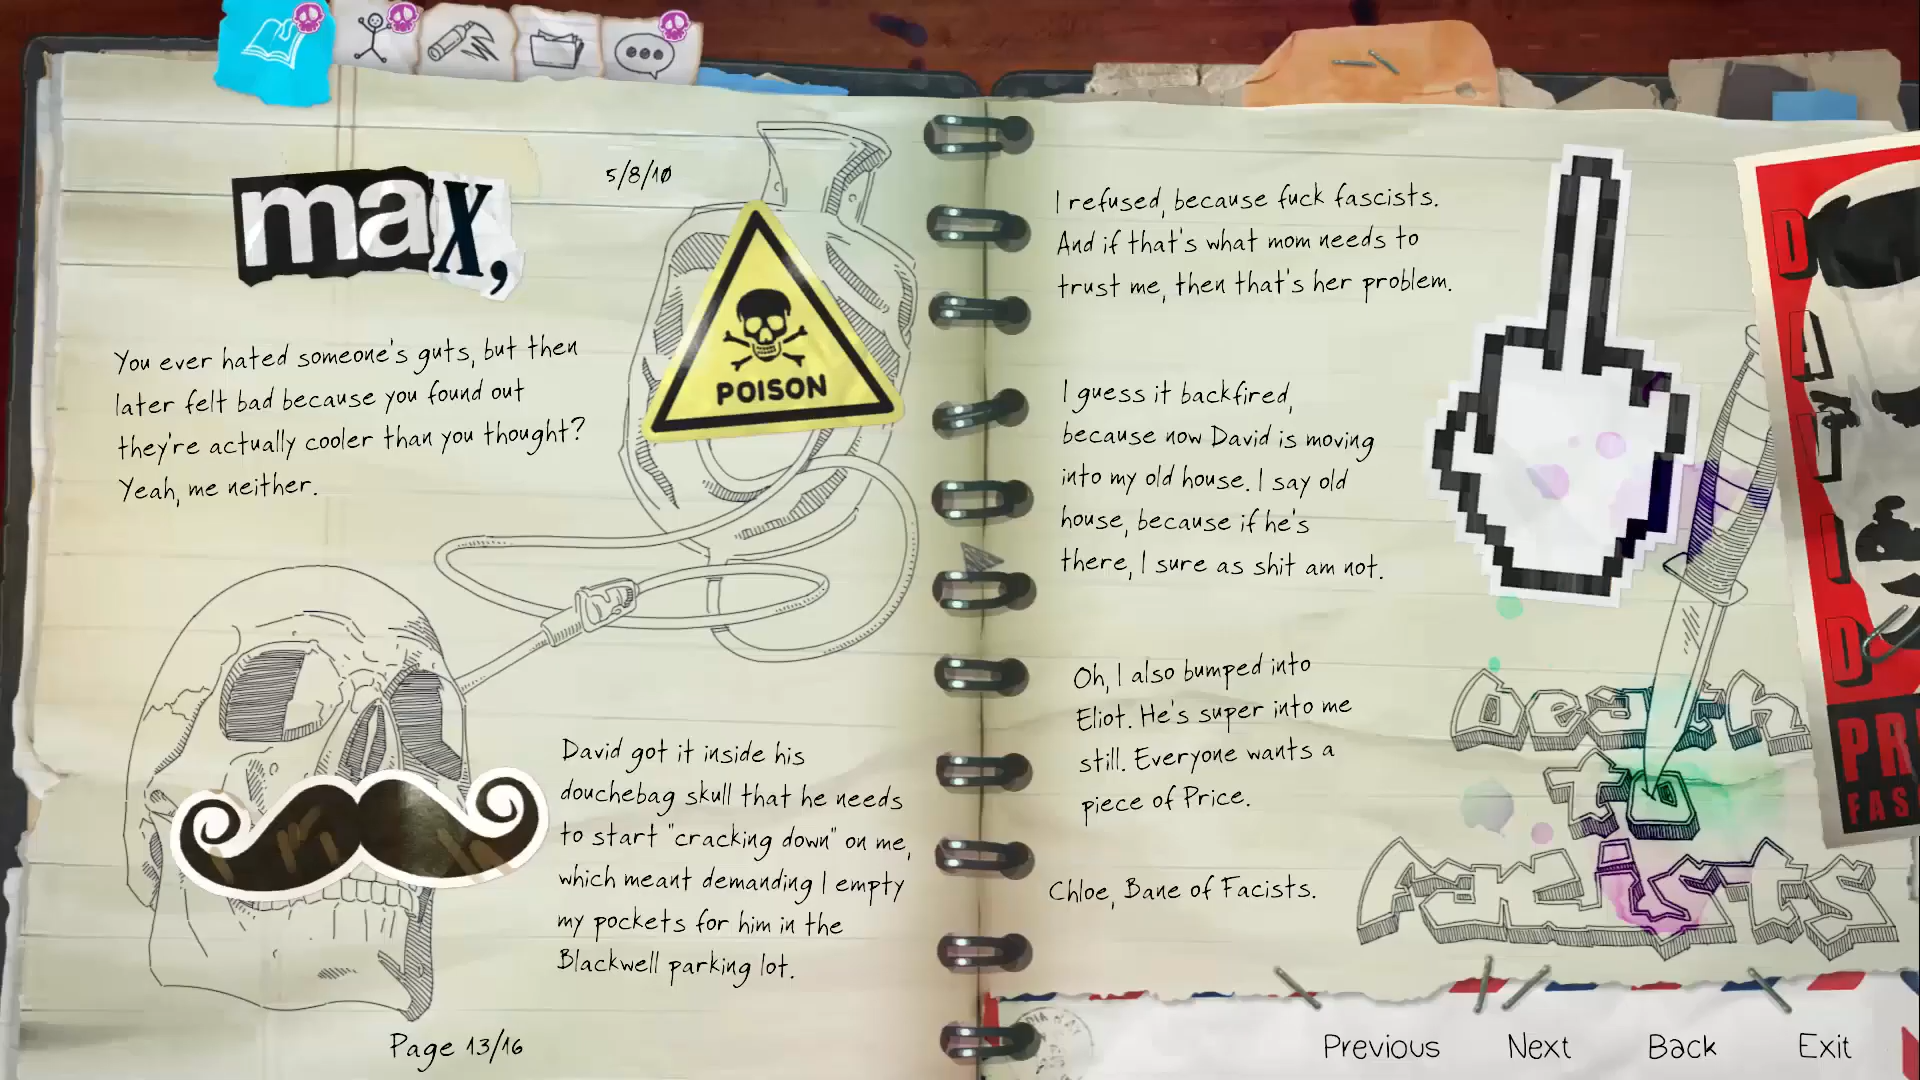 max,
5/8/10
You ever hated someone's guts, but then
later felt bad because you found out
they're actually cooler than you thought?
Yeah, me neither.
POISON
David got it inside his
douchebag skull that he needs
to start "cracking down" on me,
which meant demanding I empty
my pockets for him in the
Blackwell parking lot.
Page 13/16
I refused, because fuck fascists.
And if that's what mom needs to
trust me, then that's her problem.
I guess it backfired,
because now David is moving
into my old house. I say old
house, because if he's
there, I sure as shit am not.
Oh, I also bumped into
Eliot. He's super into me
still. Everyone wants a
piece of Price.
Chloe, Bane of Facists.
Death
to
Fascists
DAVID
PR
FAS
Previous
Next
Back
Exit